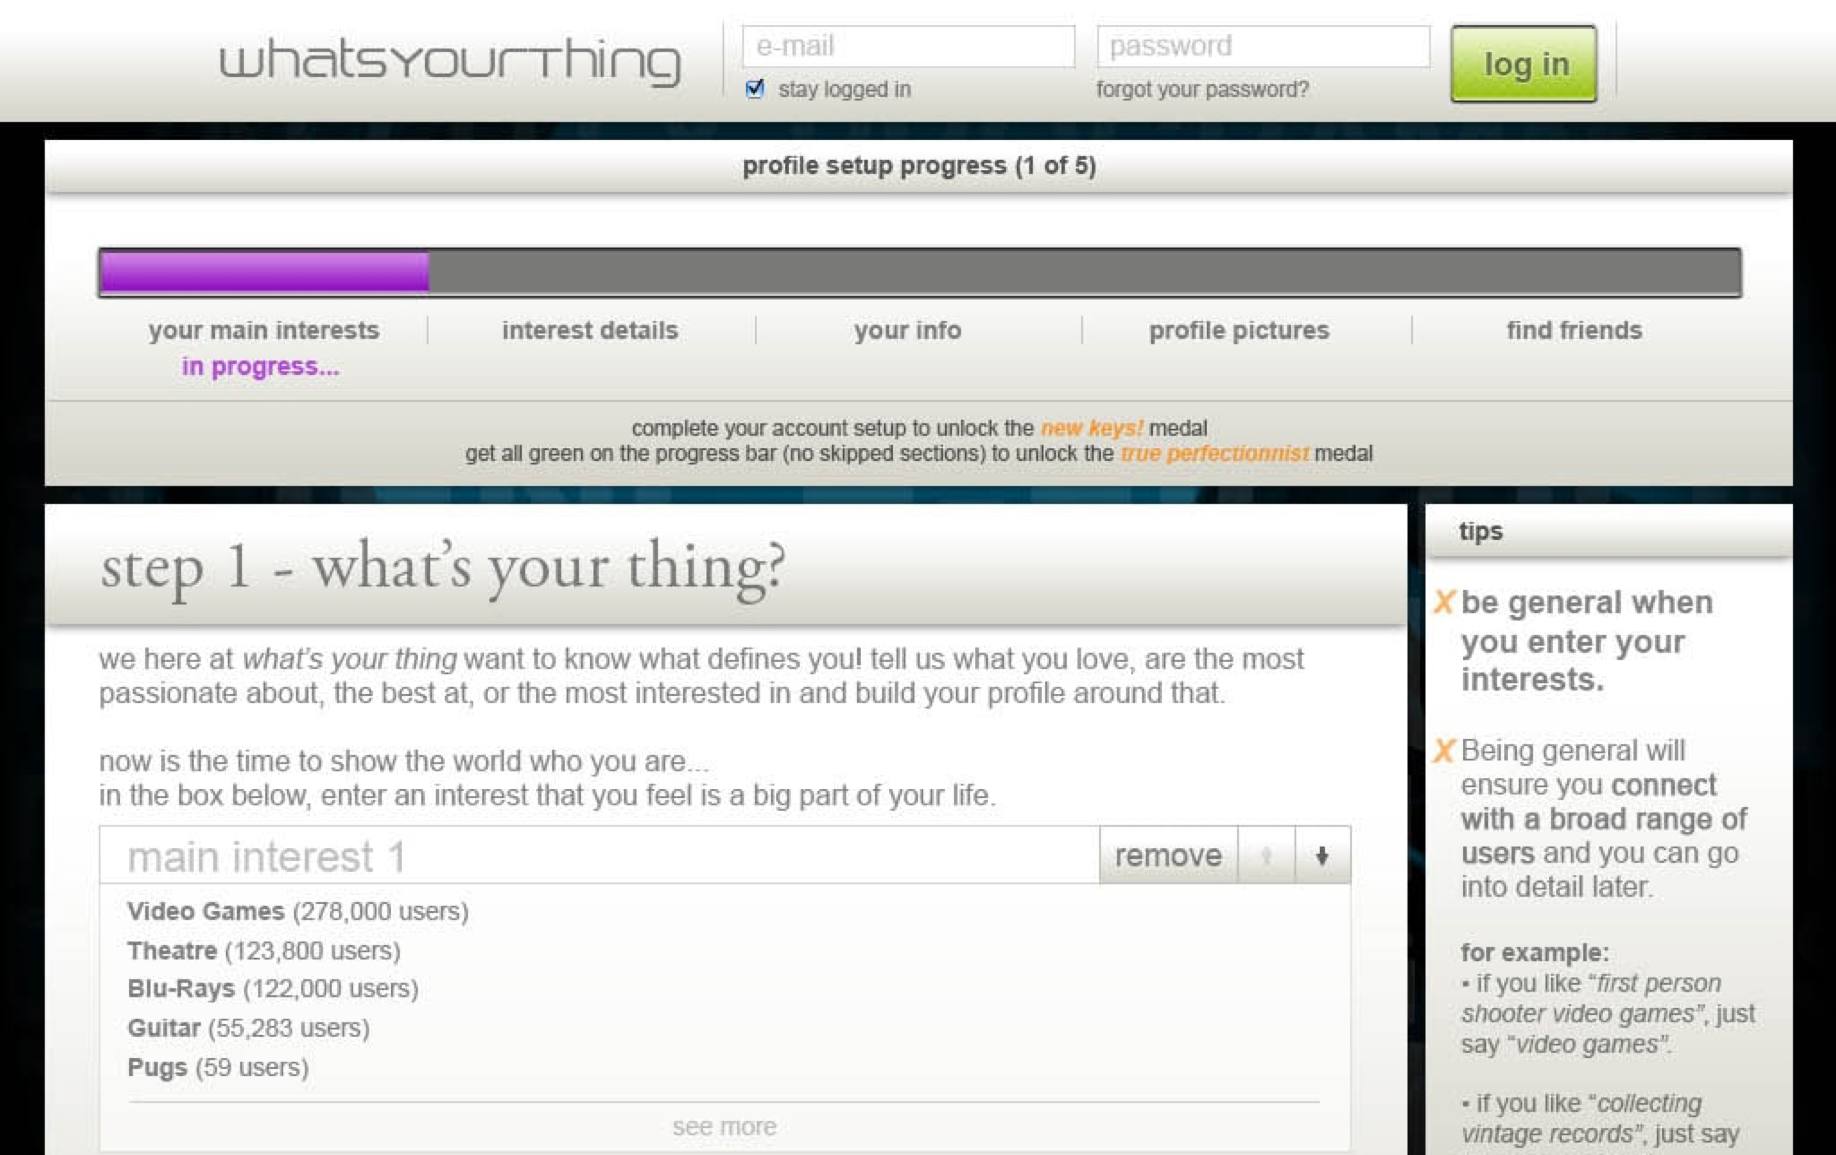 whatsyourthing
e-mail
password
log in
stay logged in
forgot your password?
profile setup progress (1 of 5)
your main interests
in progress...
interest details
your info
profile pictures
find friends
complete your account setup to unlock the new keys! medal
get all green on the progress bar (no skipped sections) to unlock the true perfectionnist medal
step 1 - what's your thing?
we here at what's your thing want to know what defines you! tell us what you love, are the most
passionate about, the best at, or the most interested in and build your profile around that.
now is the time to show the world who you are...
in the box below, enter an interest that you feel is a big part of your life.
main interest 1
remove
Video Games (278,000 users)
Theatre (123,800 users)
Blu-Rays (122,000 users)
Guitar (55,283 users)
Pugs (59 users)
see more
tips
x be general when
you enter your
interests.
x Being general will
ensure you connect
with a broad range of
users and you can go
into detail later.
for example:
• if you like “first person
shooter video games”, just
say “video games”.
• if you like “collecting
vintage records”, just say